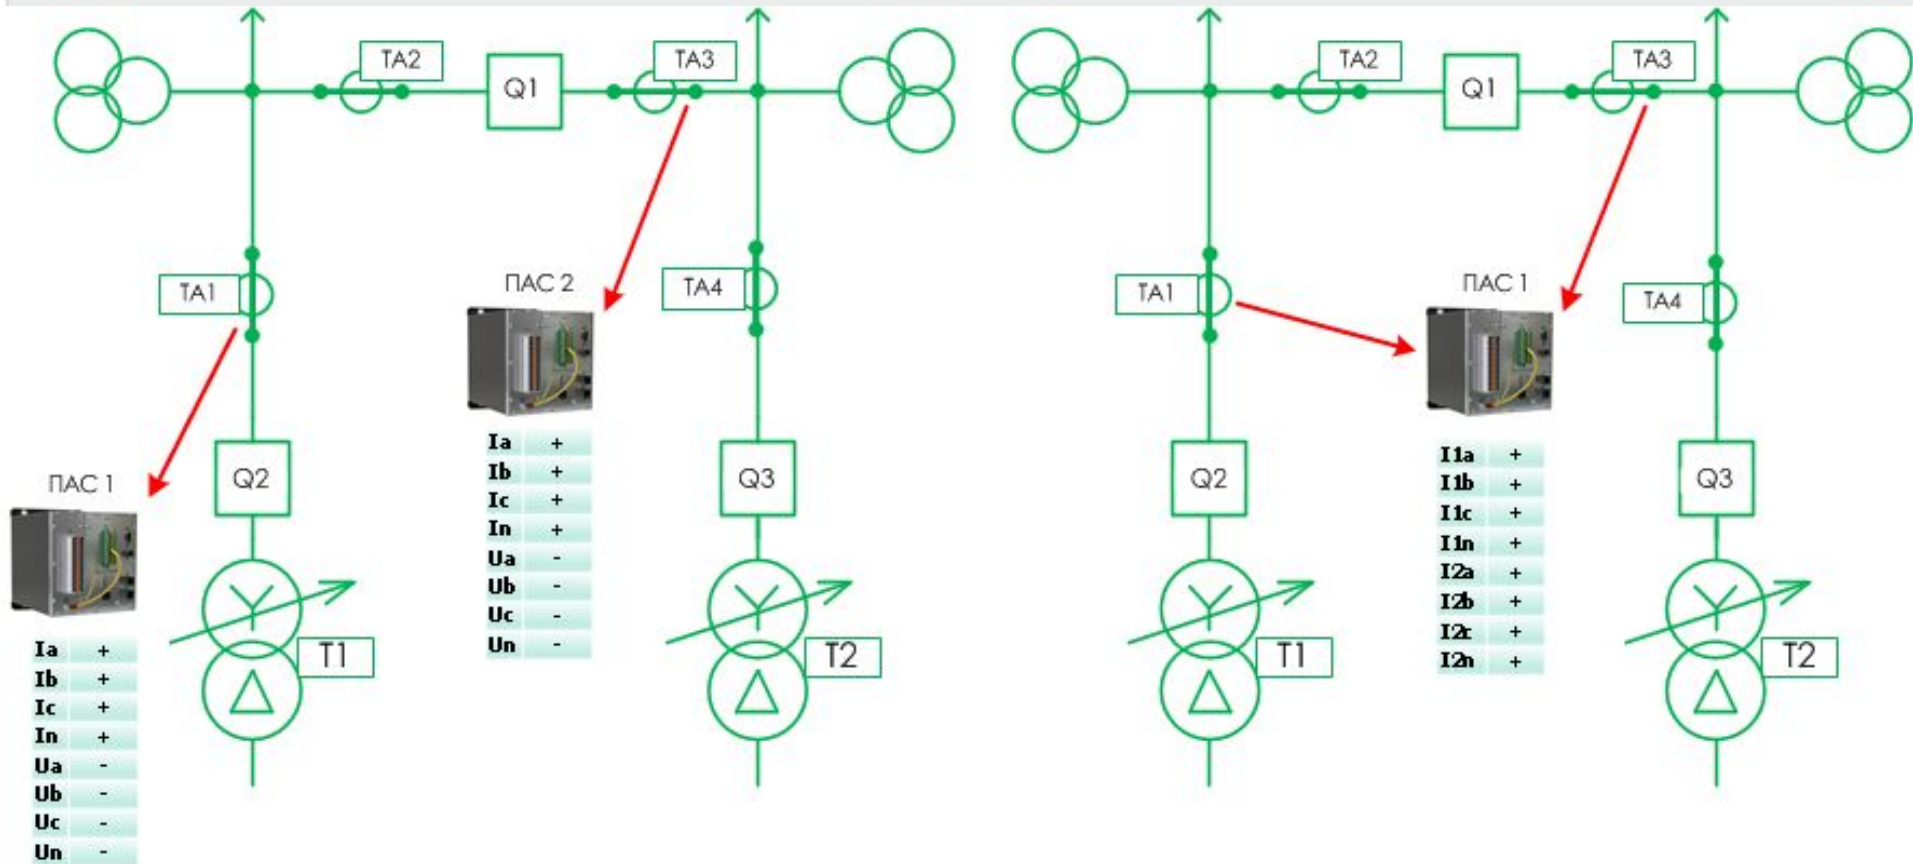 TA2
Q1
TA3
TA1
ПАС 2
TA4
Ia +
Ib +
Ic +
In +
Ua -
Ub -
Uc -
Un -
Q2
Q3
ПАС 1
T1
T2
Ia +
Ib +
Ic +
In +
Ua -
Ub -
Uc -
Un -
TA2
Q1
TA3
TA1
ПАС 1
TA4
I1a +
I1b +
I1c +
I1n +
I2a +
I2b +
I2c +
I2n +
Q2
Q3
T1
T2